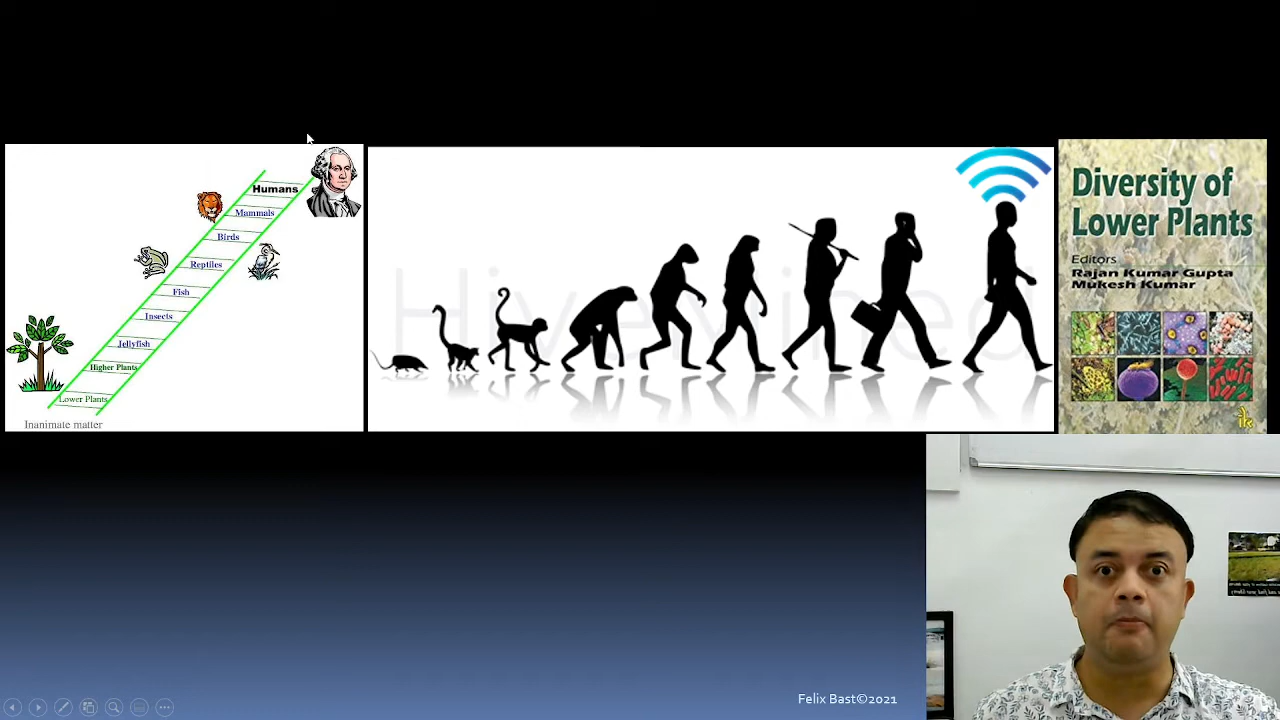 Humans
Mammals
Birds
Reptiles
Fish
Insects
Jellyfish
Higher Plants
Lower Plants
Inanimate matter
Diversity of
Lower Plants
Editors
Rajan Kumar Gupta
Mukesh Kumar
Felix Bast©2021